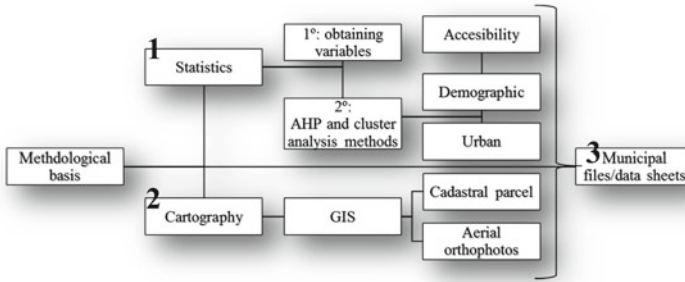 1
Statistics
1º: obtaining
variables
2º:
AHP and cluster
analysis methods
Accesibility
Demographic
Urban
Methdological
basis
2
Cartography
GIS
Cadastral parcel
Aerial
orthophotos
3 Municipal
files/data sheets